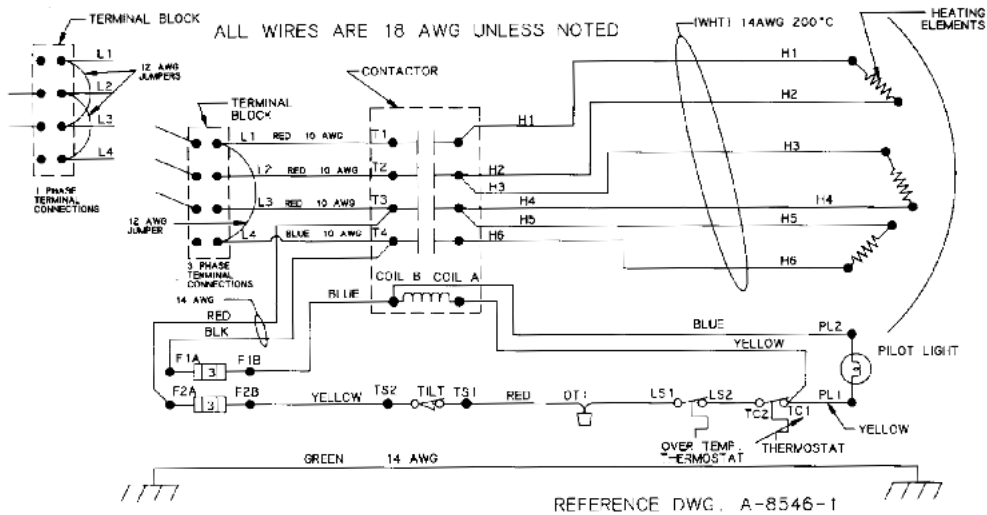 TERMINAL BLOCK
ALL WIRES ARE 18 AWG UNLESS NOTED
(WHT) 14AWG 200°C
HEATING
ELEMENTS
L1
12 AWG
JUMPERS
L2
L3
L4
1 PHASE
TERMINAL
CONNECTIONS
CONTACTOR
TERMINAL
BLOCK
L1 RED 10 AWG T1
L2 RED 10 AWG T2
L3 RED 10 AWG T3
L4 BLUE 10 AWG T4
12 AWG
JUMPER
3 PHASE
TERMINAL
CONNECTIONS
H1
H1
H2
H2
H3
H3
H4
H4
H5
H5
H6
H6
COIL B COIL A
14 AWG
RED
BLK
BLUE
BLUE
YELLOW
PL2
PILOT LIGHT
F1A 3 F1B
F2A 3 F2B
YELLOW
TS2 TILT TS1
RED
OT1
LS1 LS2
TC2 TC1
PL1
YELLOW
OVER TEMP.
THERMOSTAT
THERMOSTAT
GREEN 14 AWG
REFERENCE DWG. A-8546-1